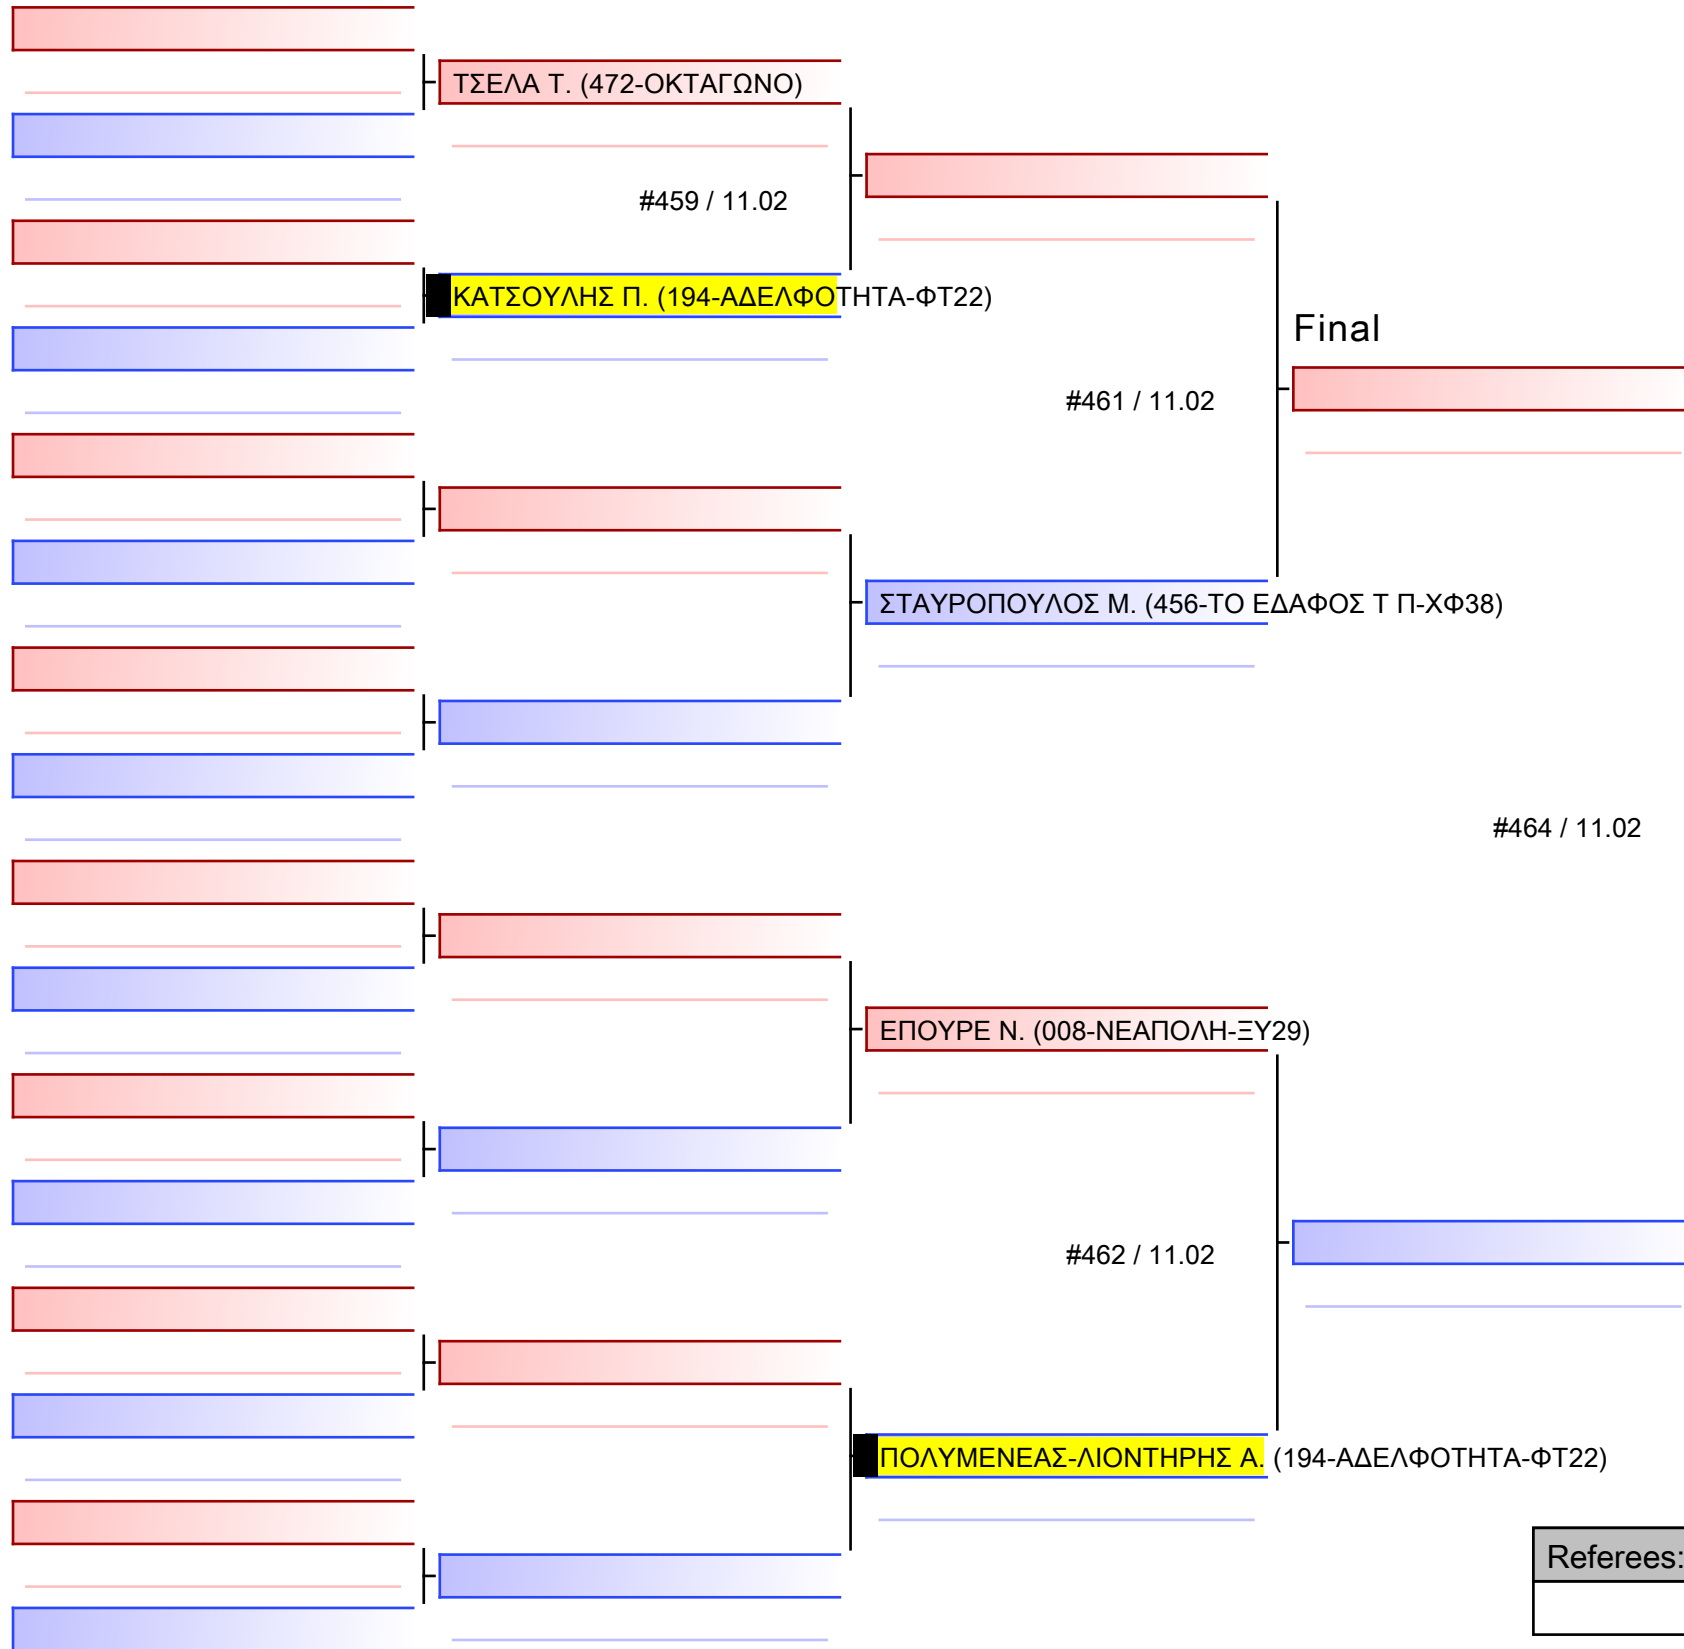 ΤΣΕΛΑ Τ. (472-ΟΚΤΑΓΩΝΟ)
#459 / 11.02
ΚΑΤΣΟΥΛΗΣ Π. (194-ΑΔΕΛΦΟΤΗΤΑ-ΦΤ22)
Final
#461 / 11.02
ΣΤΑΥΡΟΠΟΥΛΟΣ Μ. (456-ΤΟ ΕΔΑΦΟΣ Τ Π-ΧΦ38)
#464 / 11.02
ΕΠΟΥΡΕ Ν. (008-ΝΕΑΠΟΛΗ-ΞΥ29)
#462 / 11.02
ΠΟΛΥΜΕΝΕΑΣ-ΛΙΟΝΤΗΡΗΣ Α. (194-ΑΔΕΛΦΟΤΗΤΑ-ΦΤ22)
Referees: